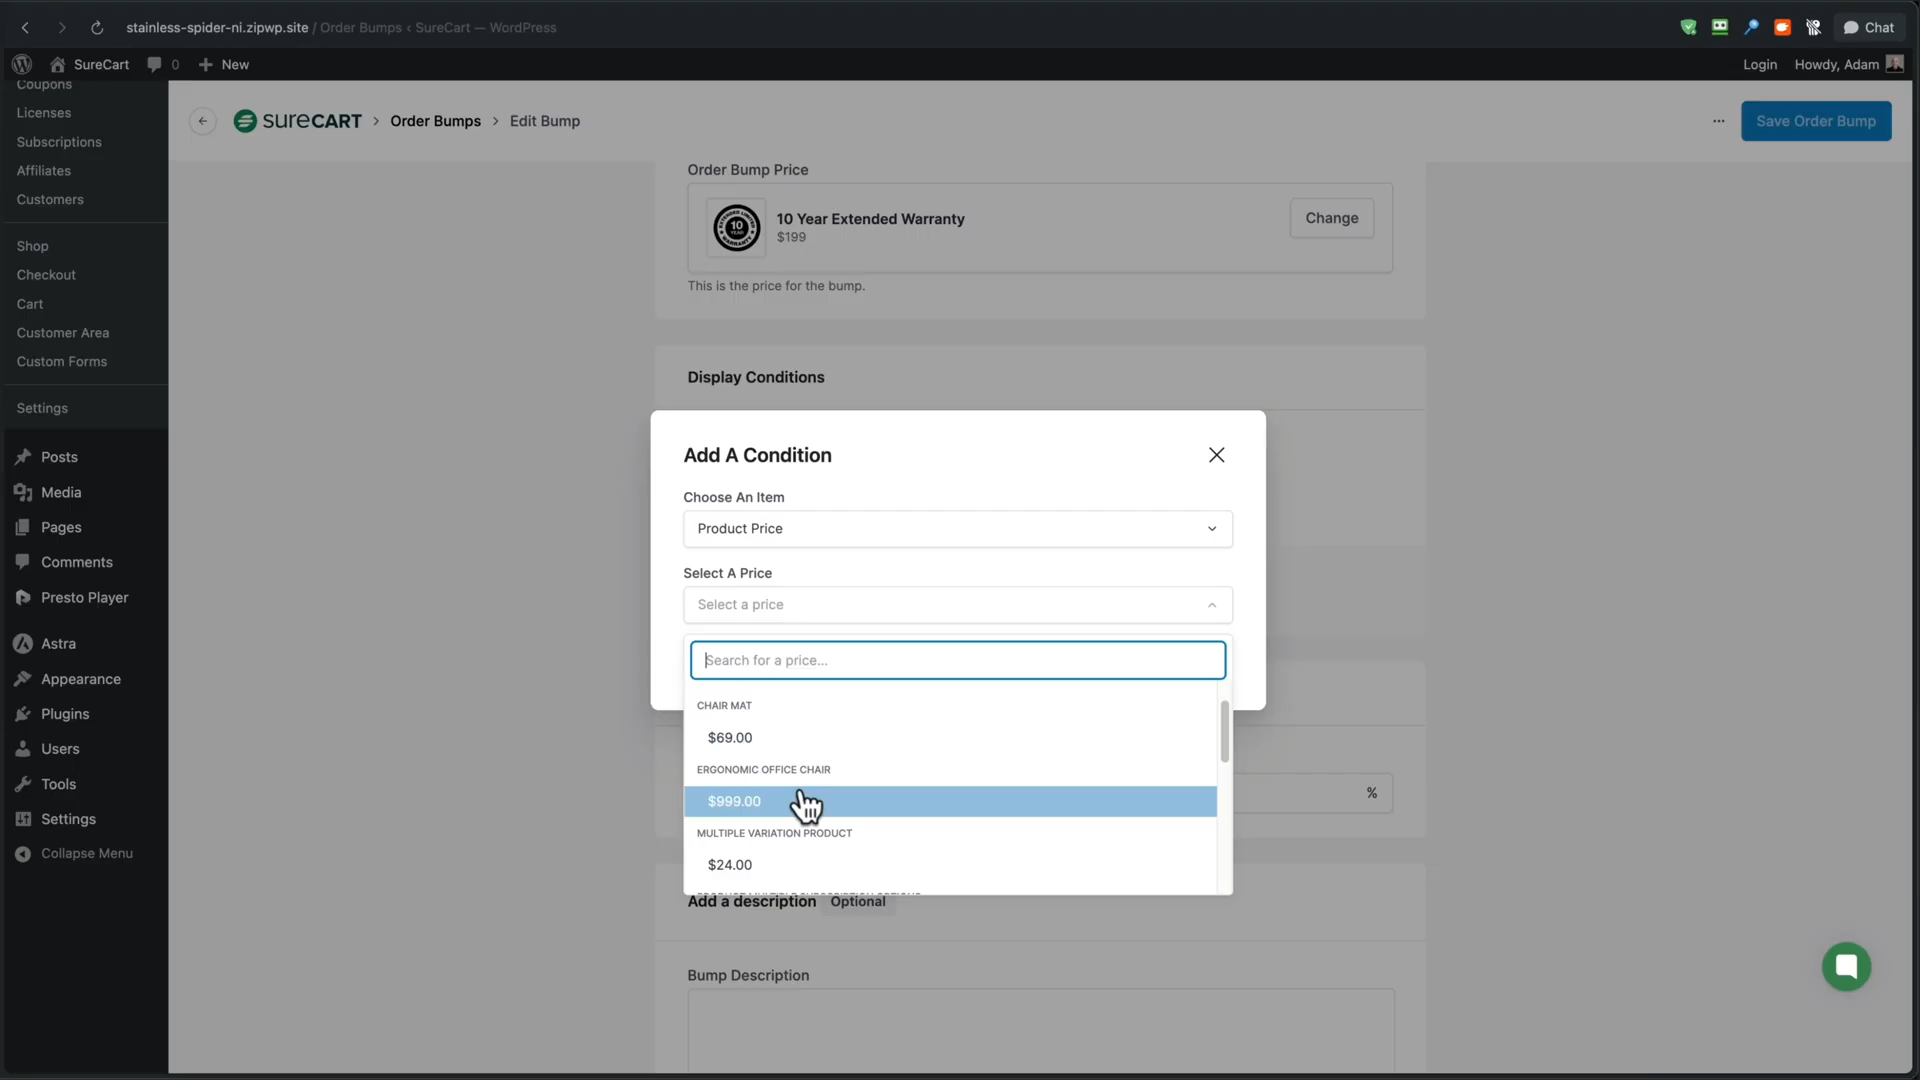 stainless-spider-ni.zipwp.site / Order Bumps ‹ SureCart — WordPress
Chat
SureCart
0
New
Login
Howdy, Adam
Coupons
Licenses
Subscriptions
Affiliates
Customers
Shop
Checkout
Cart
Customer Area
Custom Forms
Settings
Posts
Media
Pages
Comments
Presto Player
Astra
Appearance
Plugins
Users
Tools
Settings
Collapse Menu
SURECART > Order Bumps > Edit Bump
... Save Order Bump
Order Bump Price
10 Year Extended Warranty
$199
Change
This is the price for the bump.
Display Conditions
Add A Condition
Choose An Item
Product Price
Select A Price
Select a price
Search for a price...
CHAIR MAT
$69.00
ERGONOMIC OFFICE CHAIR
$999.00
%
MULTIPLE VARIATION PRODUCT
$24.00
Add a description Optional
Bump Description